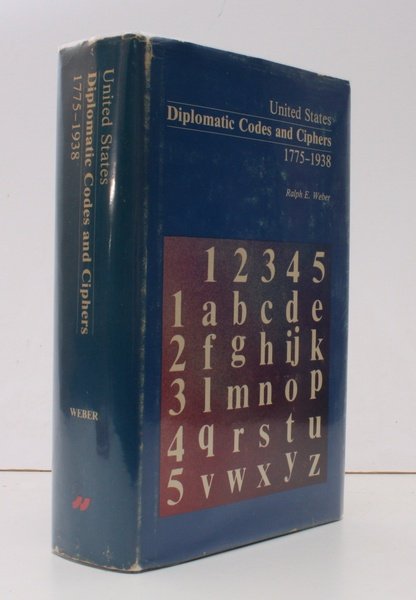 United States
Diplomatic Codes and Ciphers
1775-1938
WEBER
United States
Diplomatic Codes and Ciphers
1775-1938
Ralph E. Weber
1 2 3 4 5
1 a b c d e
2 f g h ij k
3 l m n o p
4 q r s t u
5 v w x y z